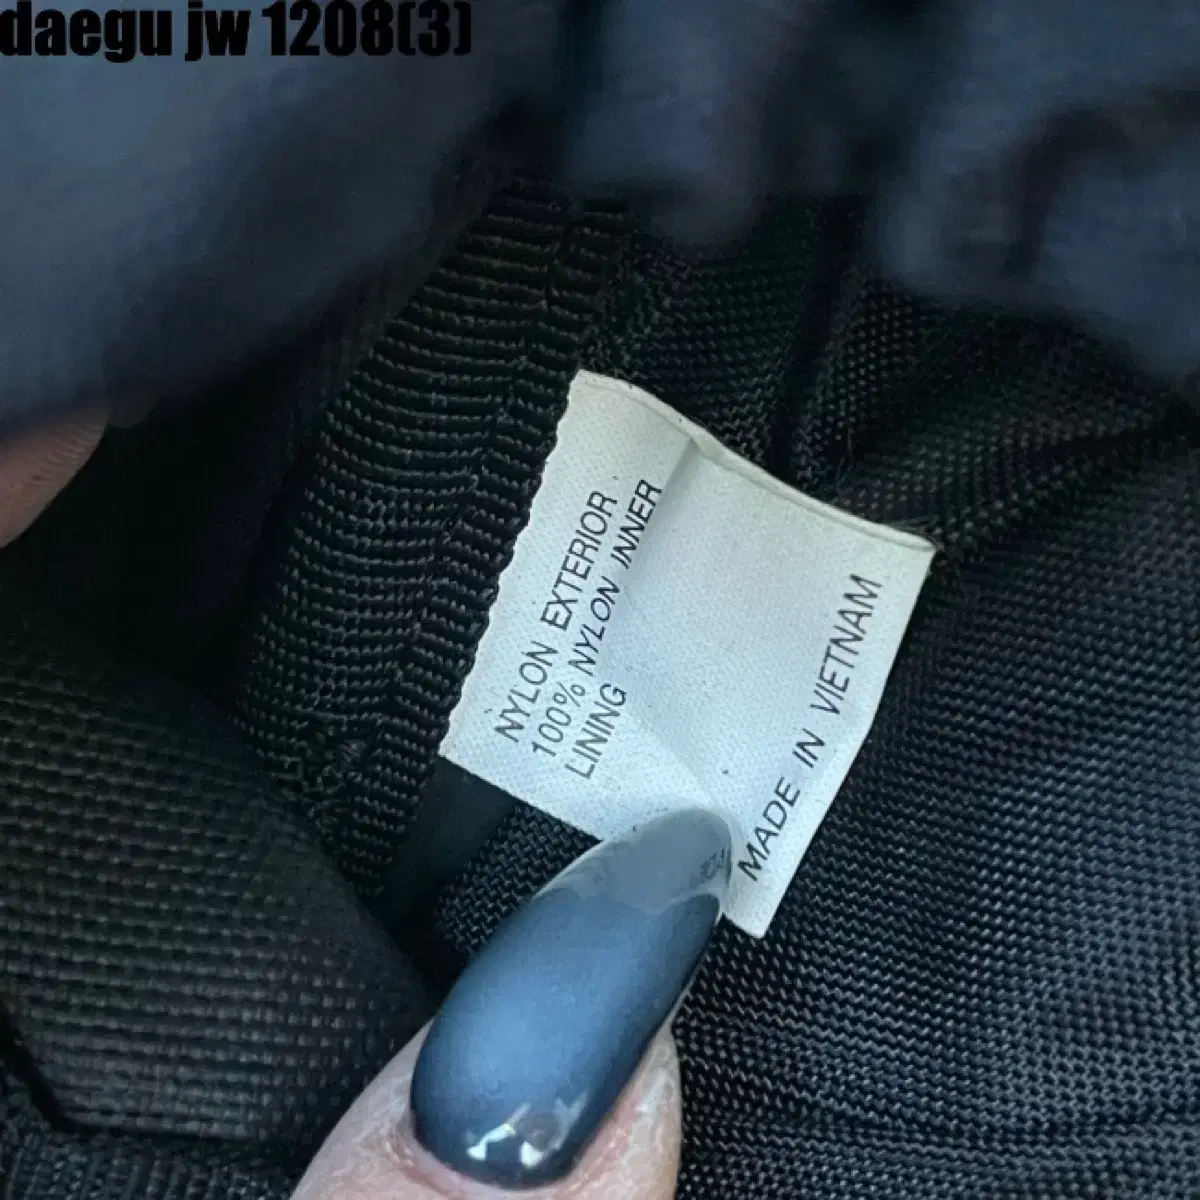 daegu jw 1208(3)
NYLON EXTERIOR
100% NYLON INNER
LINING
MADE IN VIETNAM